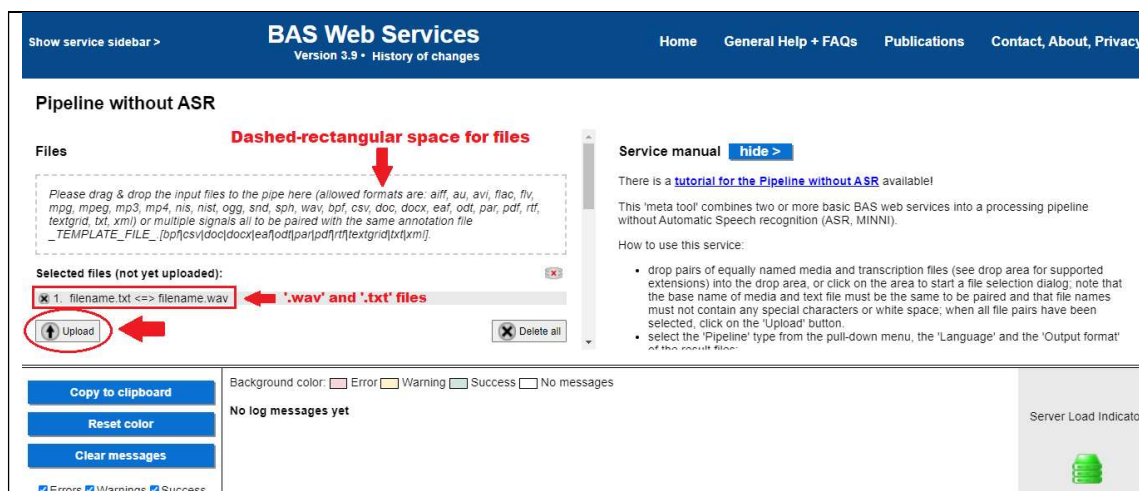 Show service sidebar >
BAS Web Services
Version 3.9 • History of changes
Home General Help + FAQs Publications Contact, About, Privacy
Pipeline without ASR
Dashed-rectangular space for files
Files
Please drag & drop the input files to the pipe here (allowed formats are: aiff, au, avi, flac, flv,
mpg, mpeg, mp3, mp4, nis, nist, ogg, snd, sph, wav, bpf, csv, doc, docx, eaf, odt, par, pdf, rtf,
textgrid, txt, xml) or multiple signals all to be paired with the same annotation file
_TEMPLATE_FILE_.[bpf|csv|doc|docx|eaf|odt|par|pdf|rtf|textgrid|txt|xml].
Selected files (not yet uploaded):
1. filename.txt <=> filename.wav
'.wav' and '.txt' files
Upload
Delete all
Service manual hide >
There is a tutorial for the Pipeline without ASR available!
This 'meta tool' combines two or more basic BAS web services into a processing pipeline
without Automatic Speech recognition (ASR, MINNI).
How to use this service:
• drop pairs of equally named media and transcription files (see drop area for supported
extensions) into the drop area, or click on the area to start a file selection dialog; note that
the base name of media and text file must be the same to be paired and that file names
must not contain any special characters or white space; when all file pairs have been
selected, click on the 'Upload' button.
• select the 'Pipeline' type from the pull-down menu, the 'Language' and the 'Output format'
of the result files;
Copy to clipboard
Reset color
Clear messages
Errors Warnings Success
Background color: Error Warning Success No messages
No log messages yet
Server Load Indicato